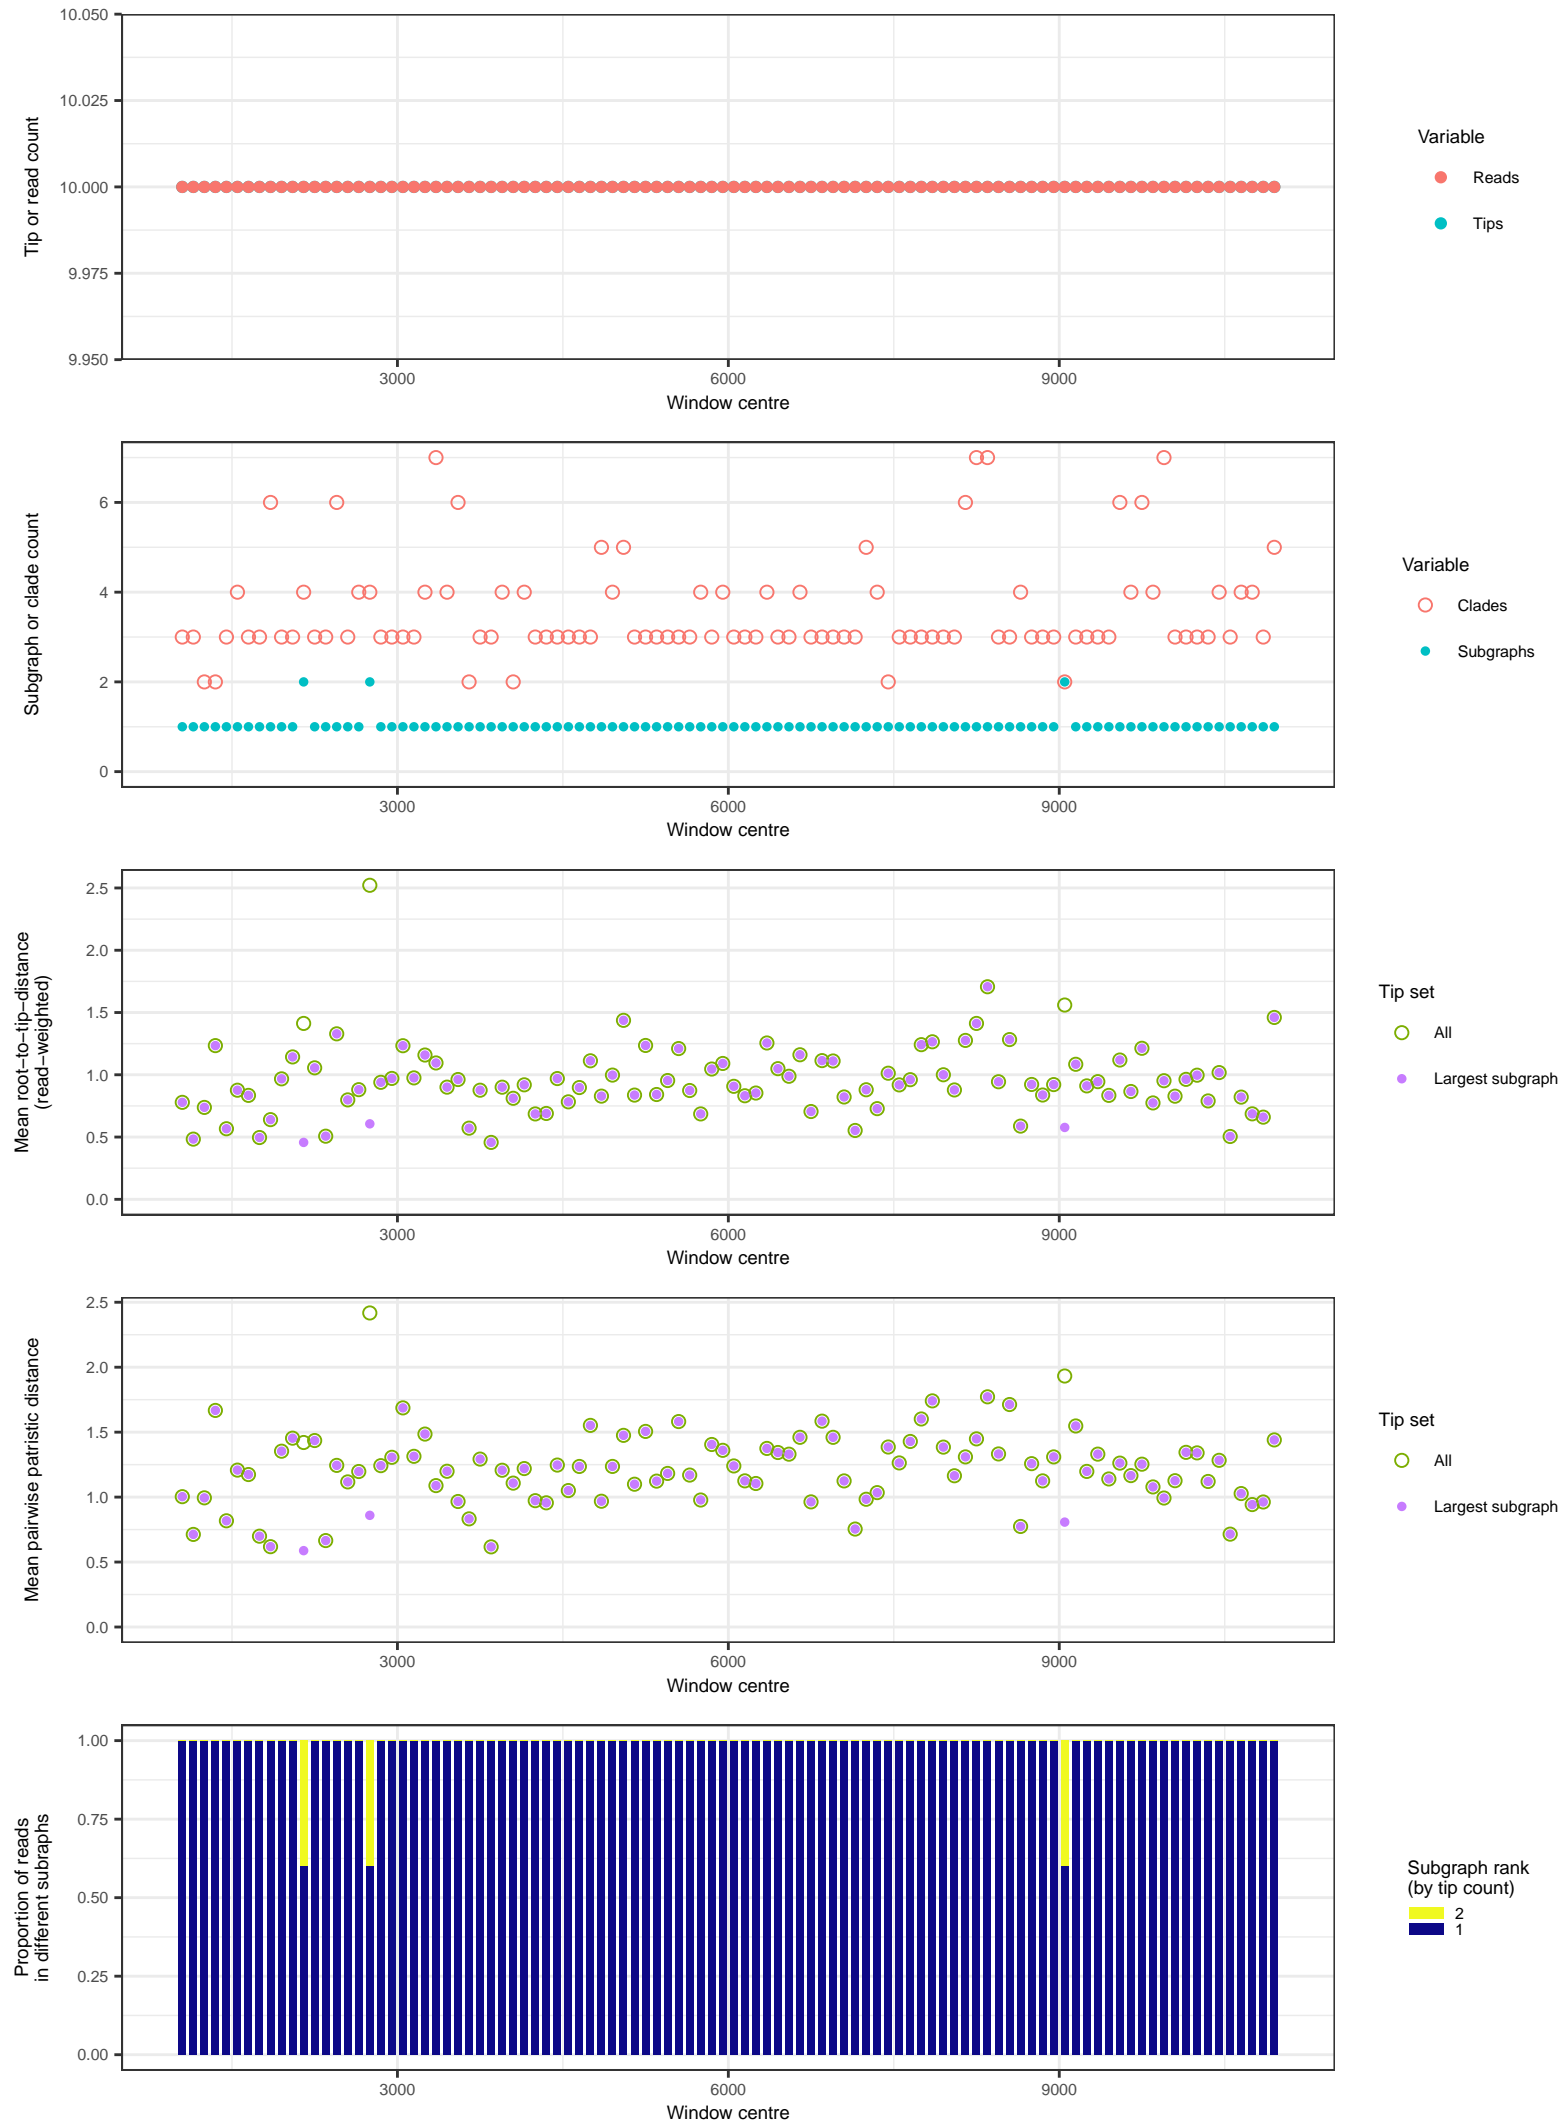 10.050
10.025
10.000
9.975
9.950
Tip or read count
3000 6000 9000
Window centre
Variable
Reads
Tips
6
4
2
0
Subgraph or clade count
3000 6000 9000
Window centre
Variable
Clades
Subgraphs
2.5
2.0
1.5
1.0
0.5
0.0
Mean root−to−tip−distance
(read−weighted)
3000 6000 9000
Window centre
Tip set
All
Largest subgraph
2.5
2.0
1.5
1.0
0.5
0.0
Mean pairwise patristic distance
3000 6000 9000
Window centre
Tip set
All
Largest subgraph
1.00
0.75
0.50
0.25
0.00
Proportion of reads
in different subraphs
3000 6000 9000
Window centre
Subgraph rank
(by tip count)
2
1